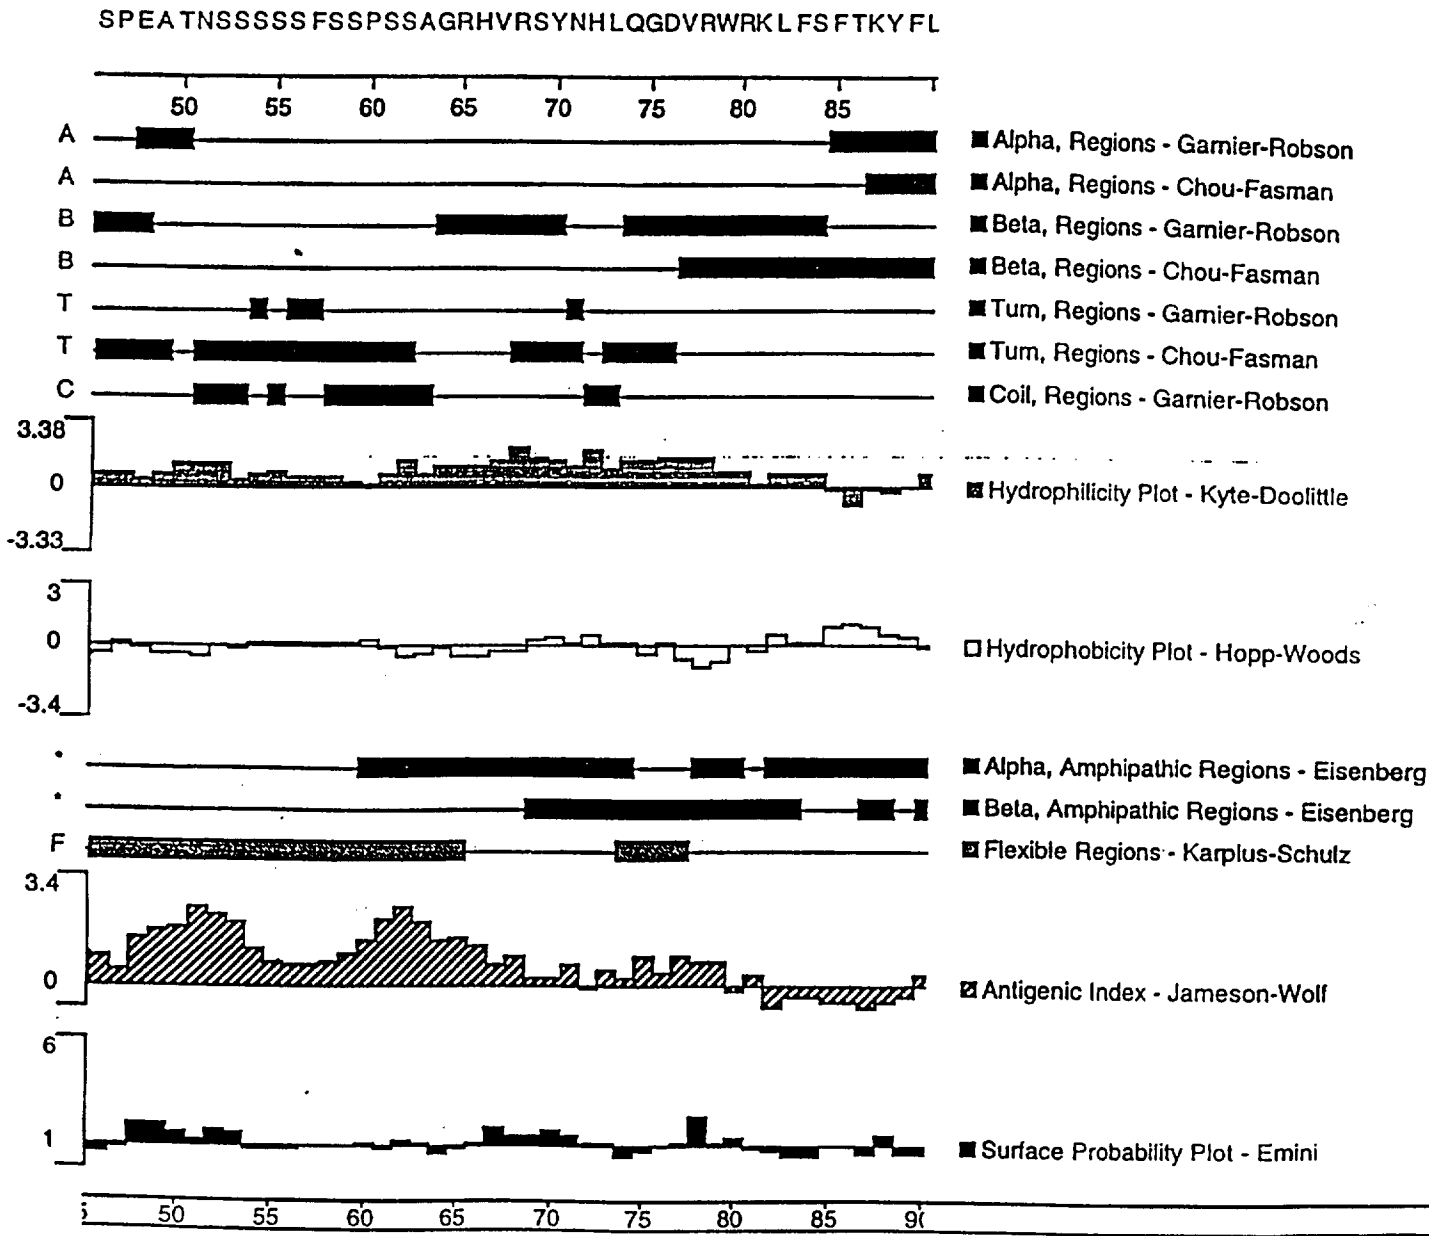 SPEATNSSSSSFSSPSSAGRHVRSYNHLQGDVRWRKLFSFTKYFL
50 55 60 65 70 75 80 85
A Alpha, Regions - Garnier-Robson
A Alpha, Regions - Chou-Fasman
B Beta, Regions - Garnier-Robson
B Beta, Regions - Chou-Fasman
T Turn, Regions - Garnier-Robson
T Turn, Regions - Chou-Fasman
C Coil, Regions - Garnier-Robson
3.38
0 Hydrophilicity Plot - Kyte-Doolittle
-3.33
3
0 Hydrophobicity Plot - Hopp-Woods
-3.4
* Alpha, Amphipathic Regions - Eisenberg
* Beta, Amphipathic Regions - Eisenberg
F Flexible Regions - Karplus-Schulz
3.4
0 Antigenic Index - Jameson-Wolf
6
1 Surface Probability Plot - Emini
50 55 60 65 70 75 80 85